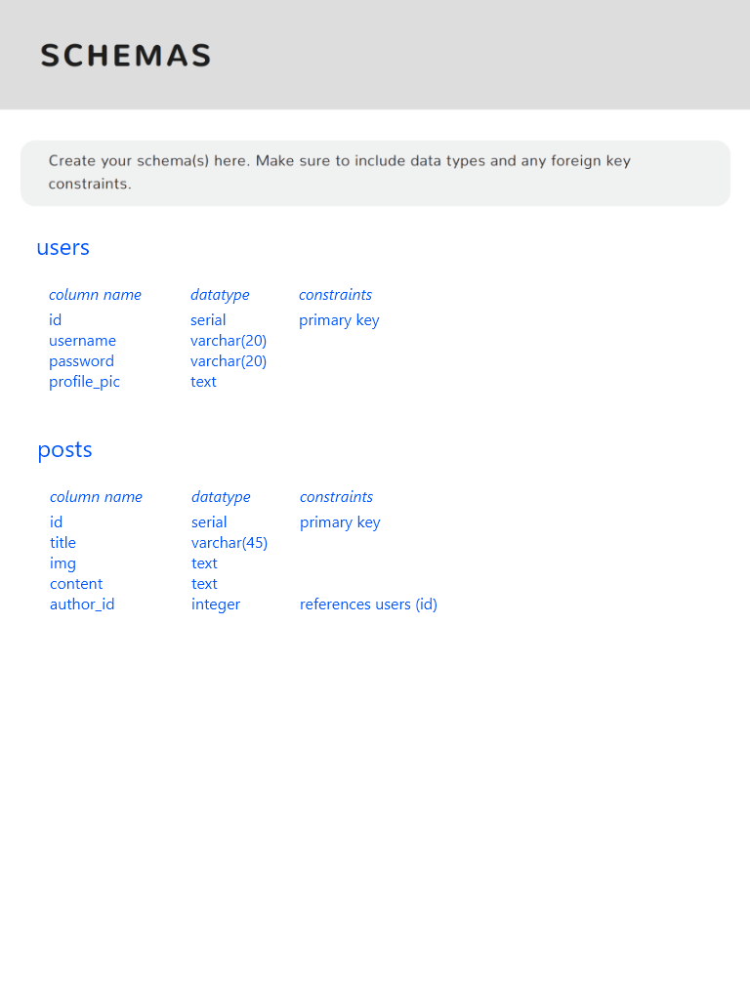 SCHEMAS
Create your schema(s) here. Make sure to include data types and any foreign key
constraints.
users
column name datatype constraints
id serial primary key
username varchar(20)
password varchar(20)
profile_pic text
posts
column name datatype constraints
id serial primary key
title varchar(45)
img text
content text
author_id integer references users (id)